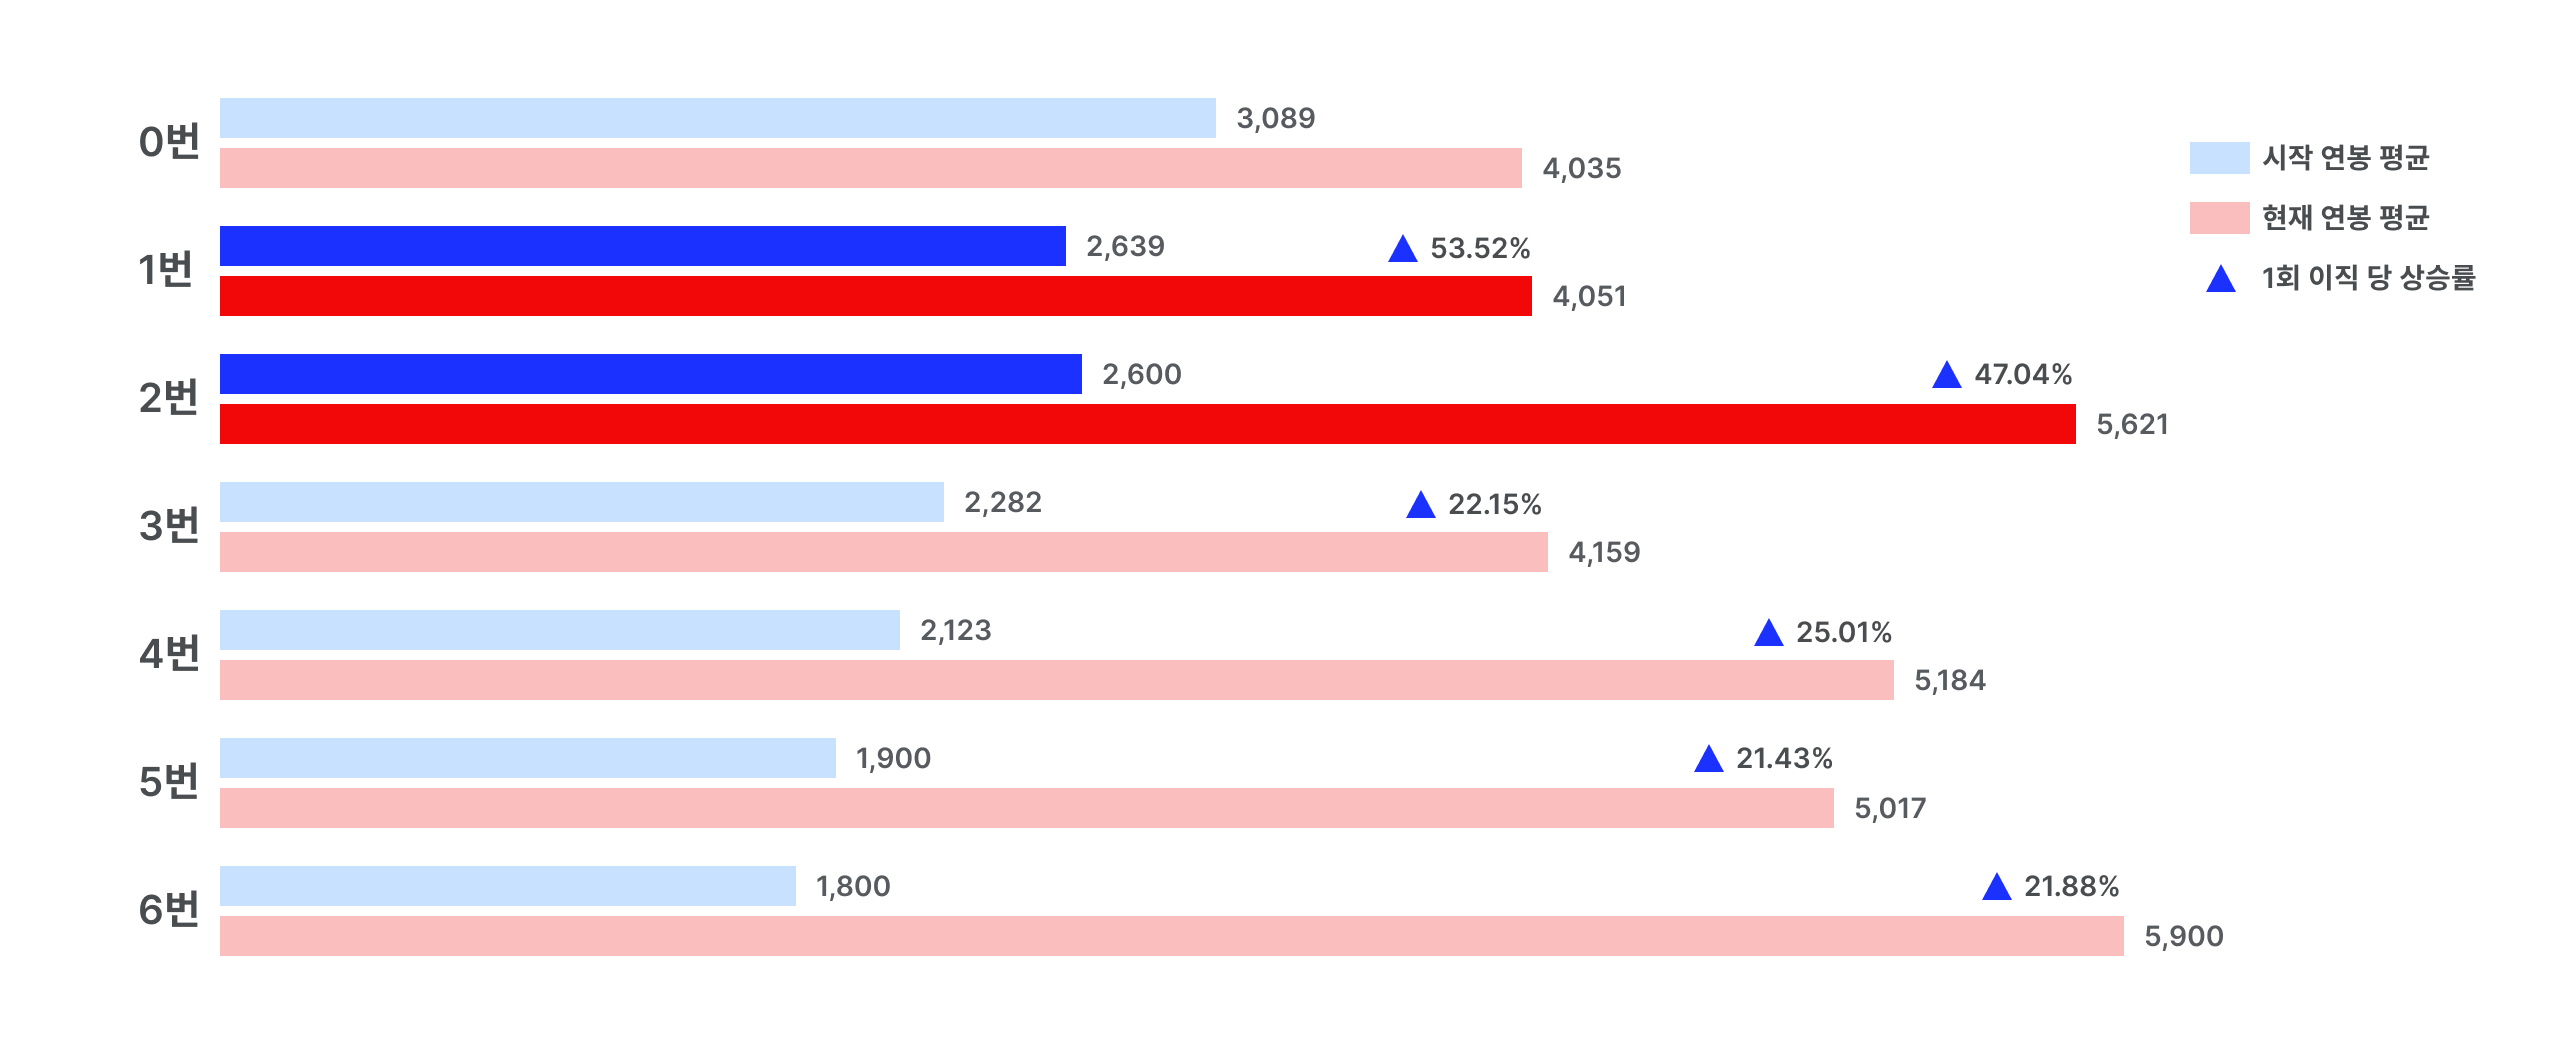 0번
3,089
4,035
시작 연봉 평균
현재 연봉 평균
1회 이직 당 상승률
1번
2,639
53.52%
4,051
2번
2,600
47.04%
5,621
3번
2,282
22.15%
4,159
4번
2,123
25.01%
5,184
5번
1,900
21.43%
5,017
6번
1,800
21.88%
5,900